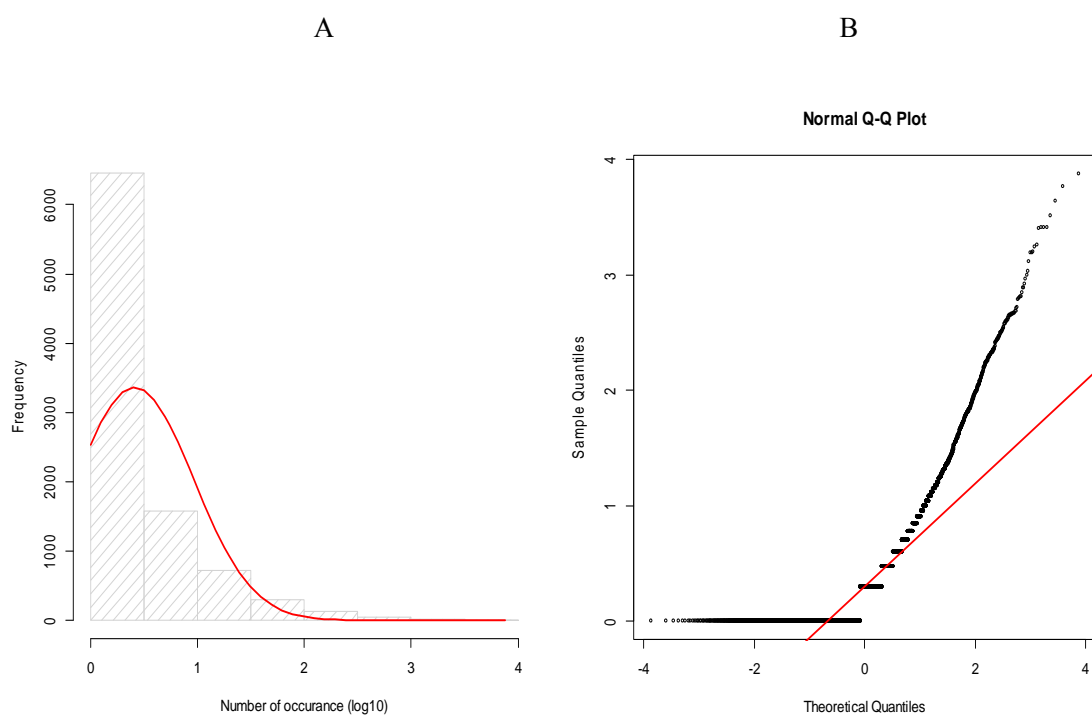 A
B
Normal Q-Q Plot
Frequency
0
1000
2000
3000
4000
5000
6000
0 1 2 3 4
Number of occurance (log10)
Sample Quantiles
0
1
2
3
4
-4 -2 0 2 4
Theoretical Quantiles